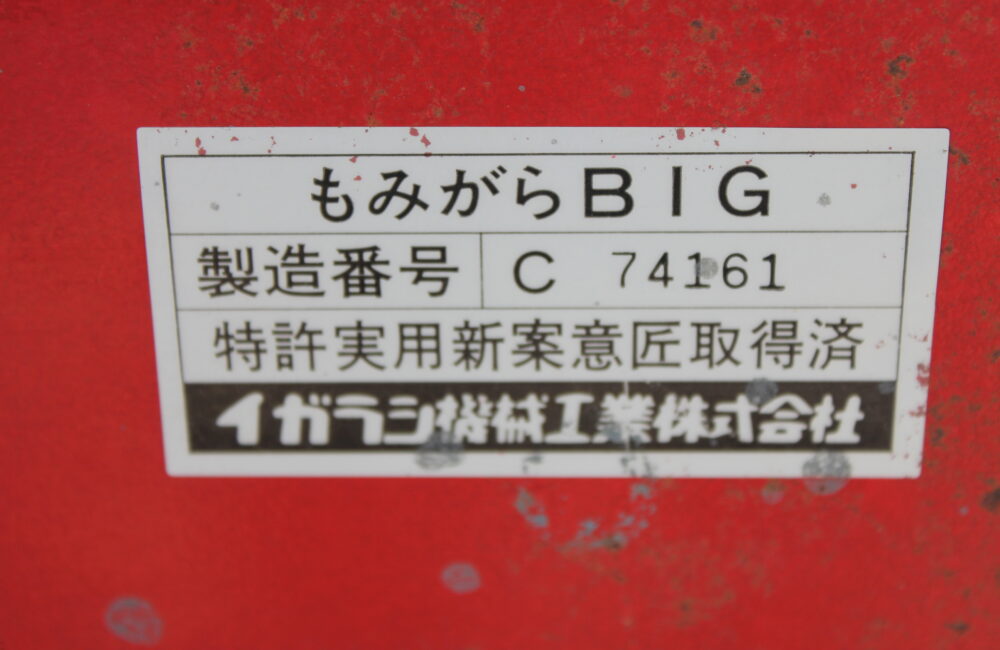 もみがらBIG
製造番号 C 74161
特許実用新案意匠取得済
イガラシ機械工業株式会社